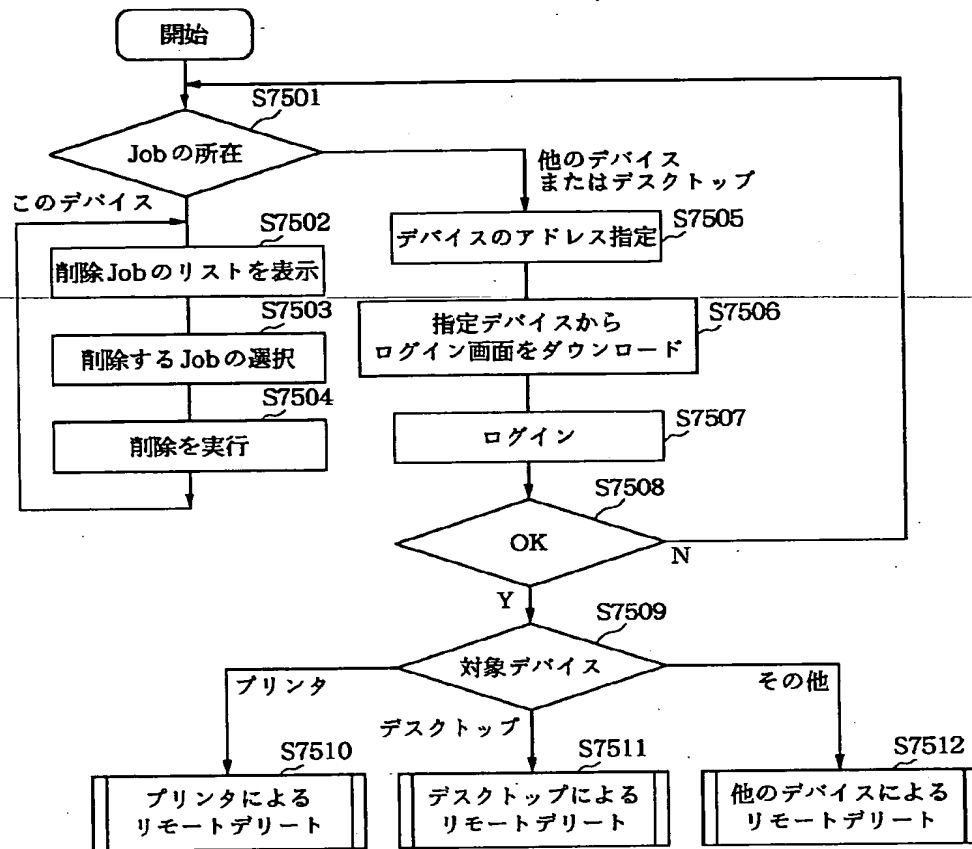 開始
S7501
Jobの所在
他のデバイス
またはデスクトップ
このデバイス
S7502
削除Jobのリストを表示
S7503
削除するJobの選択
S7504
削除を実行
S7505
デバイスのアドレス指定
S7506
指定デバイスから
ログイン画面をダウンロード
S7507
ログイン
S7508
OK
N
Y
S7509
対象デバイス
プリンタ
デスクトップ
その他
S7510
プリンタによる
リモートデリート
S7511
デスクトップによる
リモートデリート
S7512
他のデバイスによる
リモートデリート